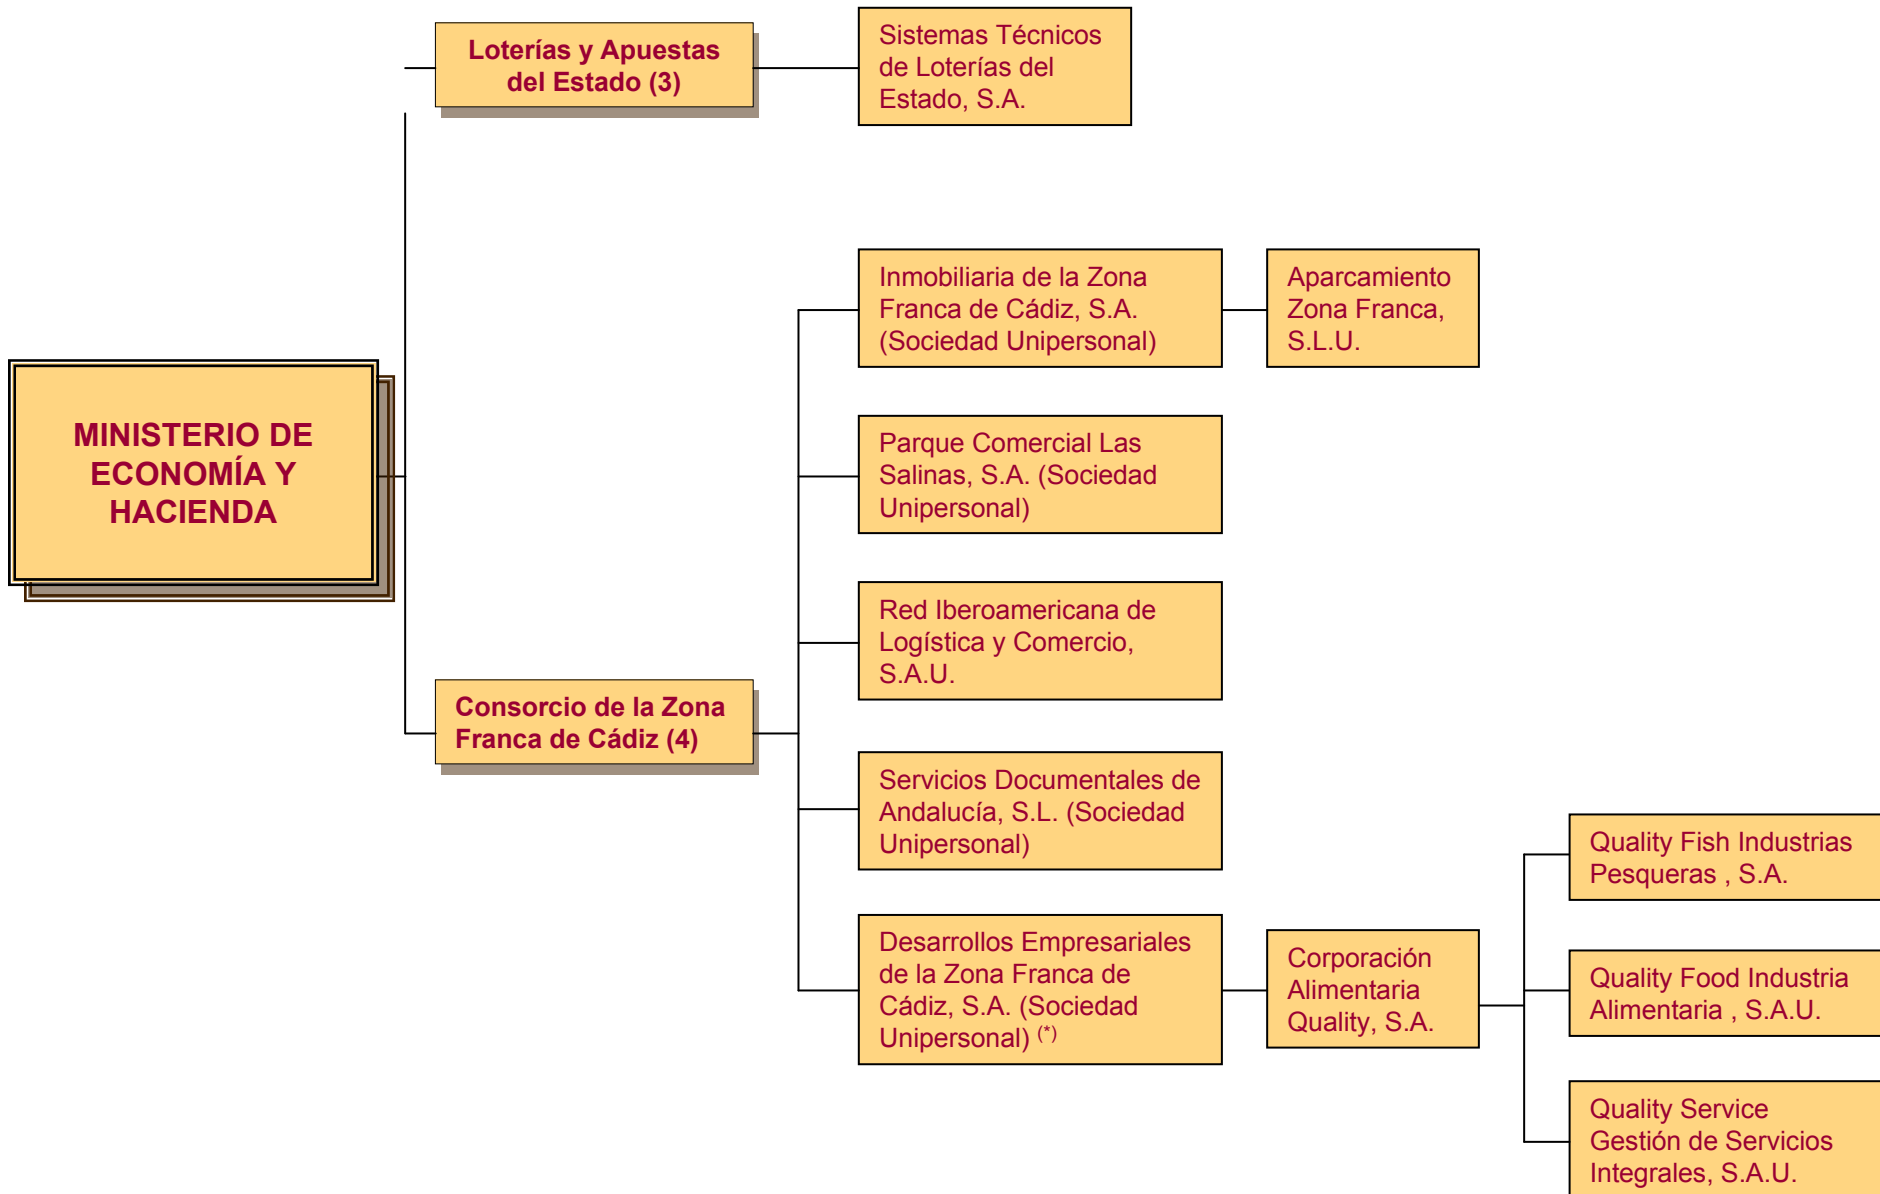 Loterías y Apuestas
del Estado (3)
Sistemas Técnicos
de Loterías del
Estado, S.A.
MINISTERIO DE
ECONOMÍA Y
HACIENDA
Inmobiliaria de la Zona
Franca de Cádiz, S.A.
(Sociedad Unipersonal)
Aparcamiento
Zona Franca,
S.L.U.
Parque Comercial Las
Salinas, S.A. (Sociedad
Unipersonal)
Red Iberoamericana de
Logística y Comercio,
S.A.U.
Consorcio de la Zona
Franca de Cádiz (4)
Servicios Documentales de
Andalucía, S.L. (Sociedad
Unipersonal)
Desarrollos Empresariales
de la Zona Franca de
Cádiz, S.A. (Sociedad
Unipersonal) (*)
Corporación
Alimentaria
Quality, S.A.
Quality Fish Industrias
Pesqueras , S.A.
Quality Food Industria
Alimentaria , S.A.U.
Quality Service
Gestión de Servicios
Integrales, S.A.U.